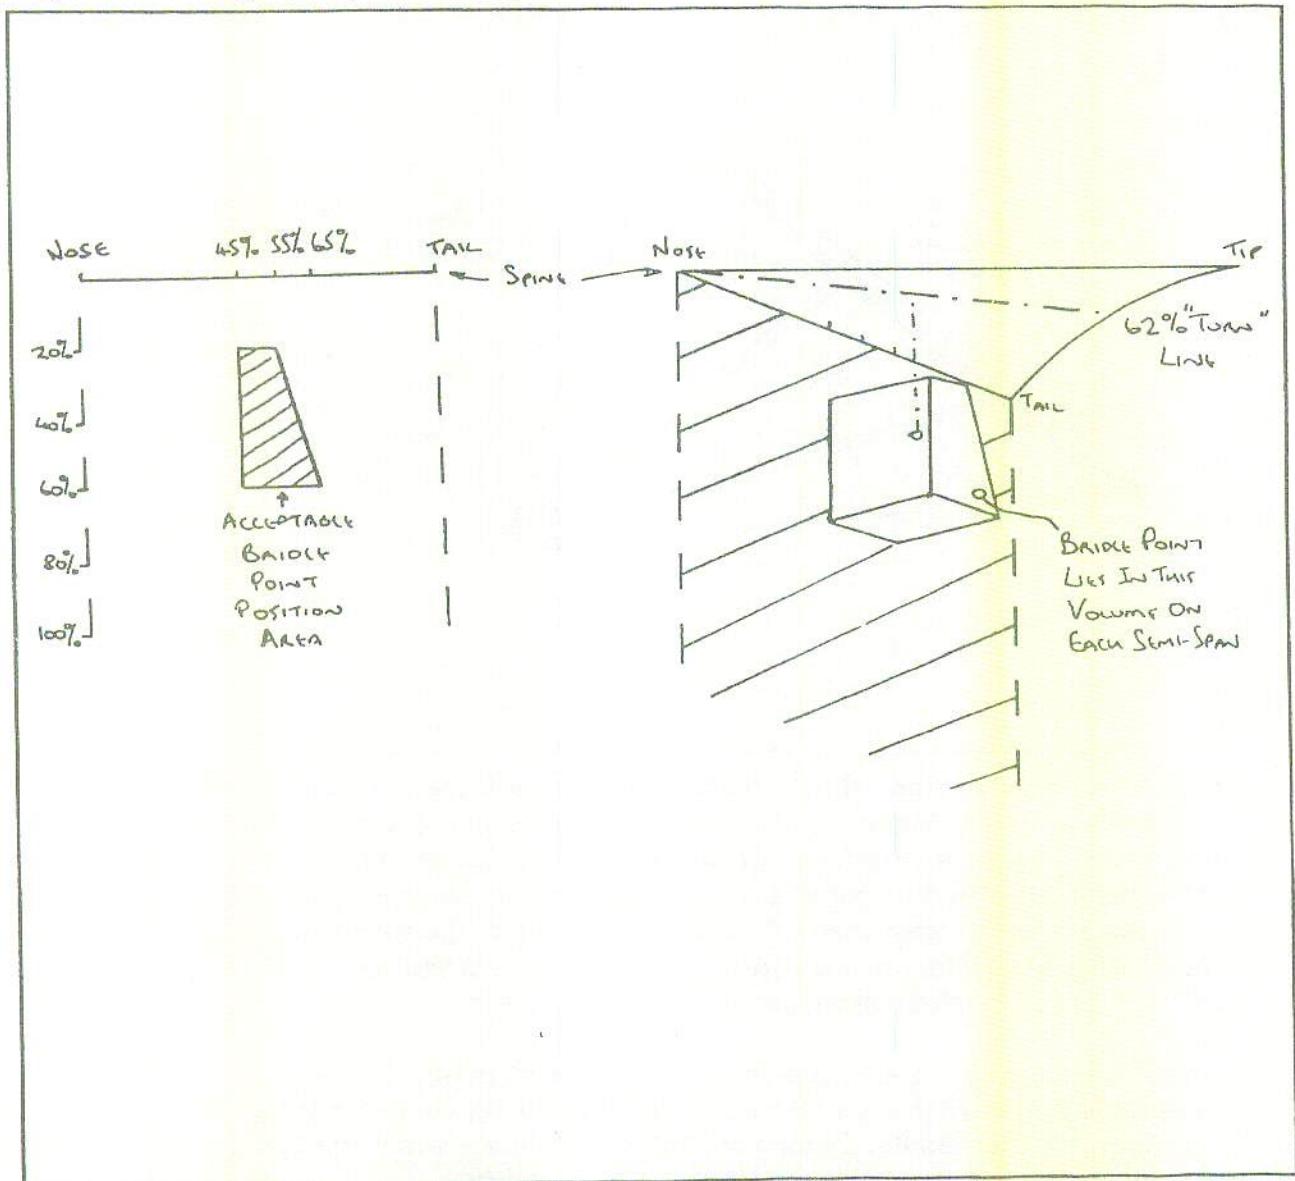 NOSE 45% 55% 65% TAIL
SPINE
20%
40%
60%
80%
100%
ACCEPTABLE
BRIDLE
POINT
POSITION
AREA
NOSE
TIP
62% "TURN"
LINE
TAIL
BRIDLE POINT
LIES IN THIS
VOLUME ON
EACH SEMI-SPAN